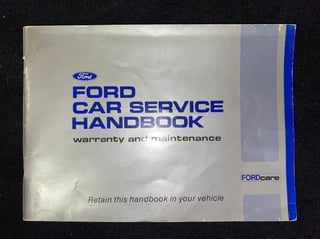 Ford
FORD
CAR SERVICE
HANDBOOK
warranty and maintenance
FORDcare
Retain this handbook in your vehicle